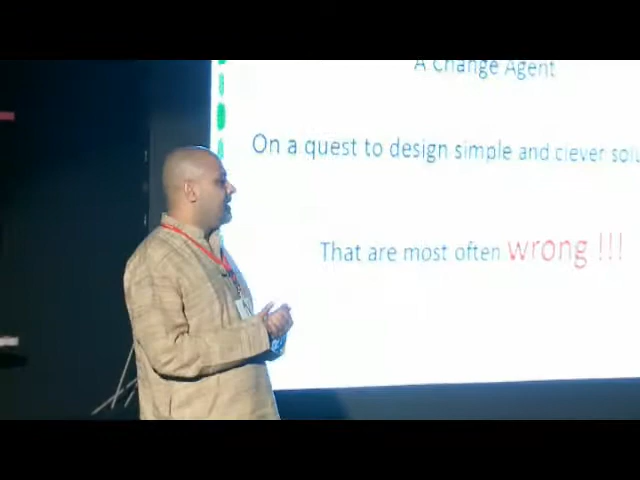 A Change Agent
On a quest to design simple and clever solu
That are most often wrong !!!